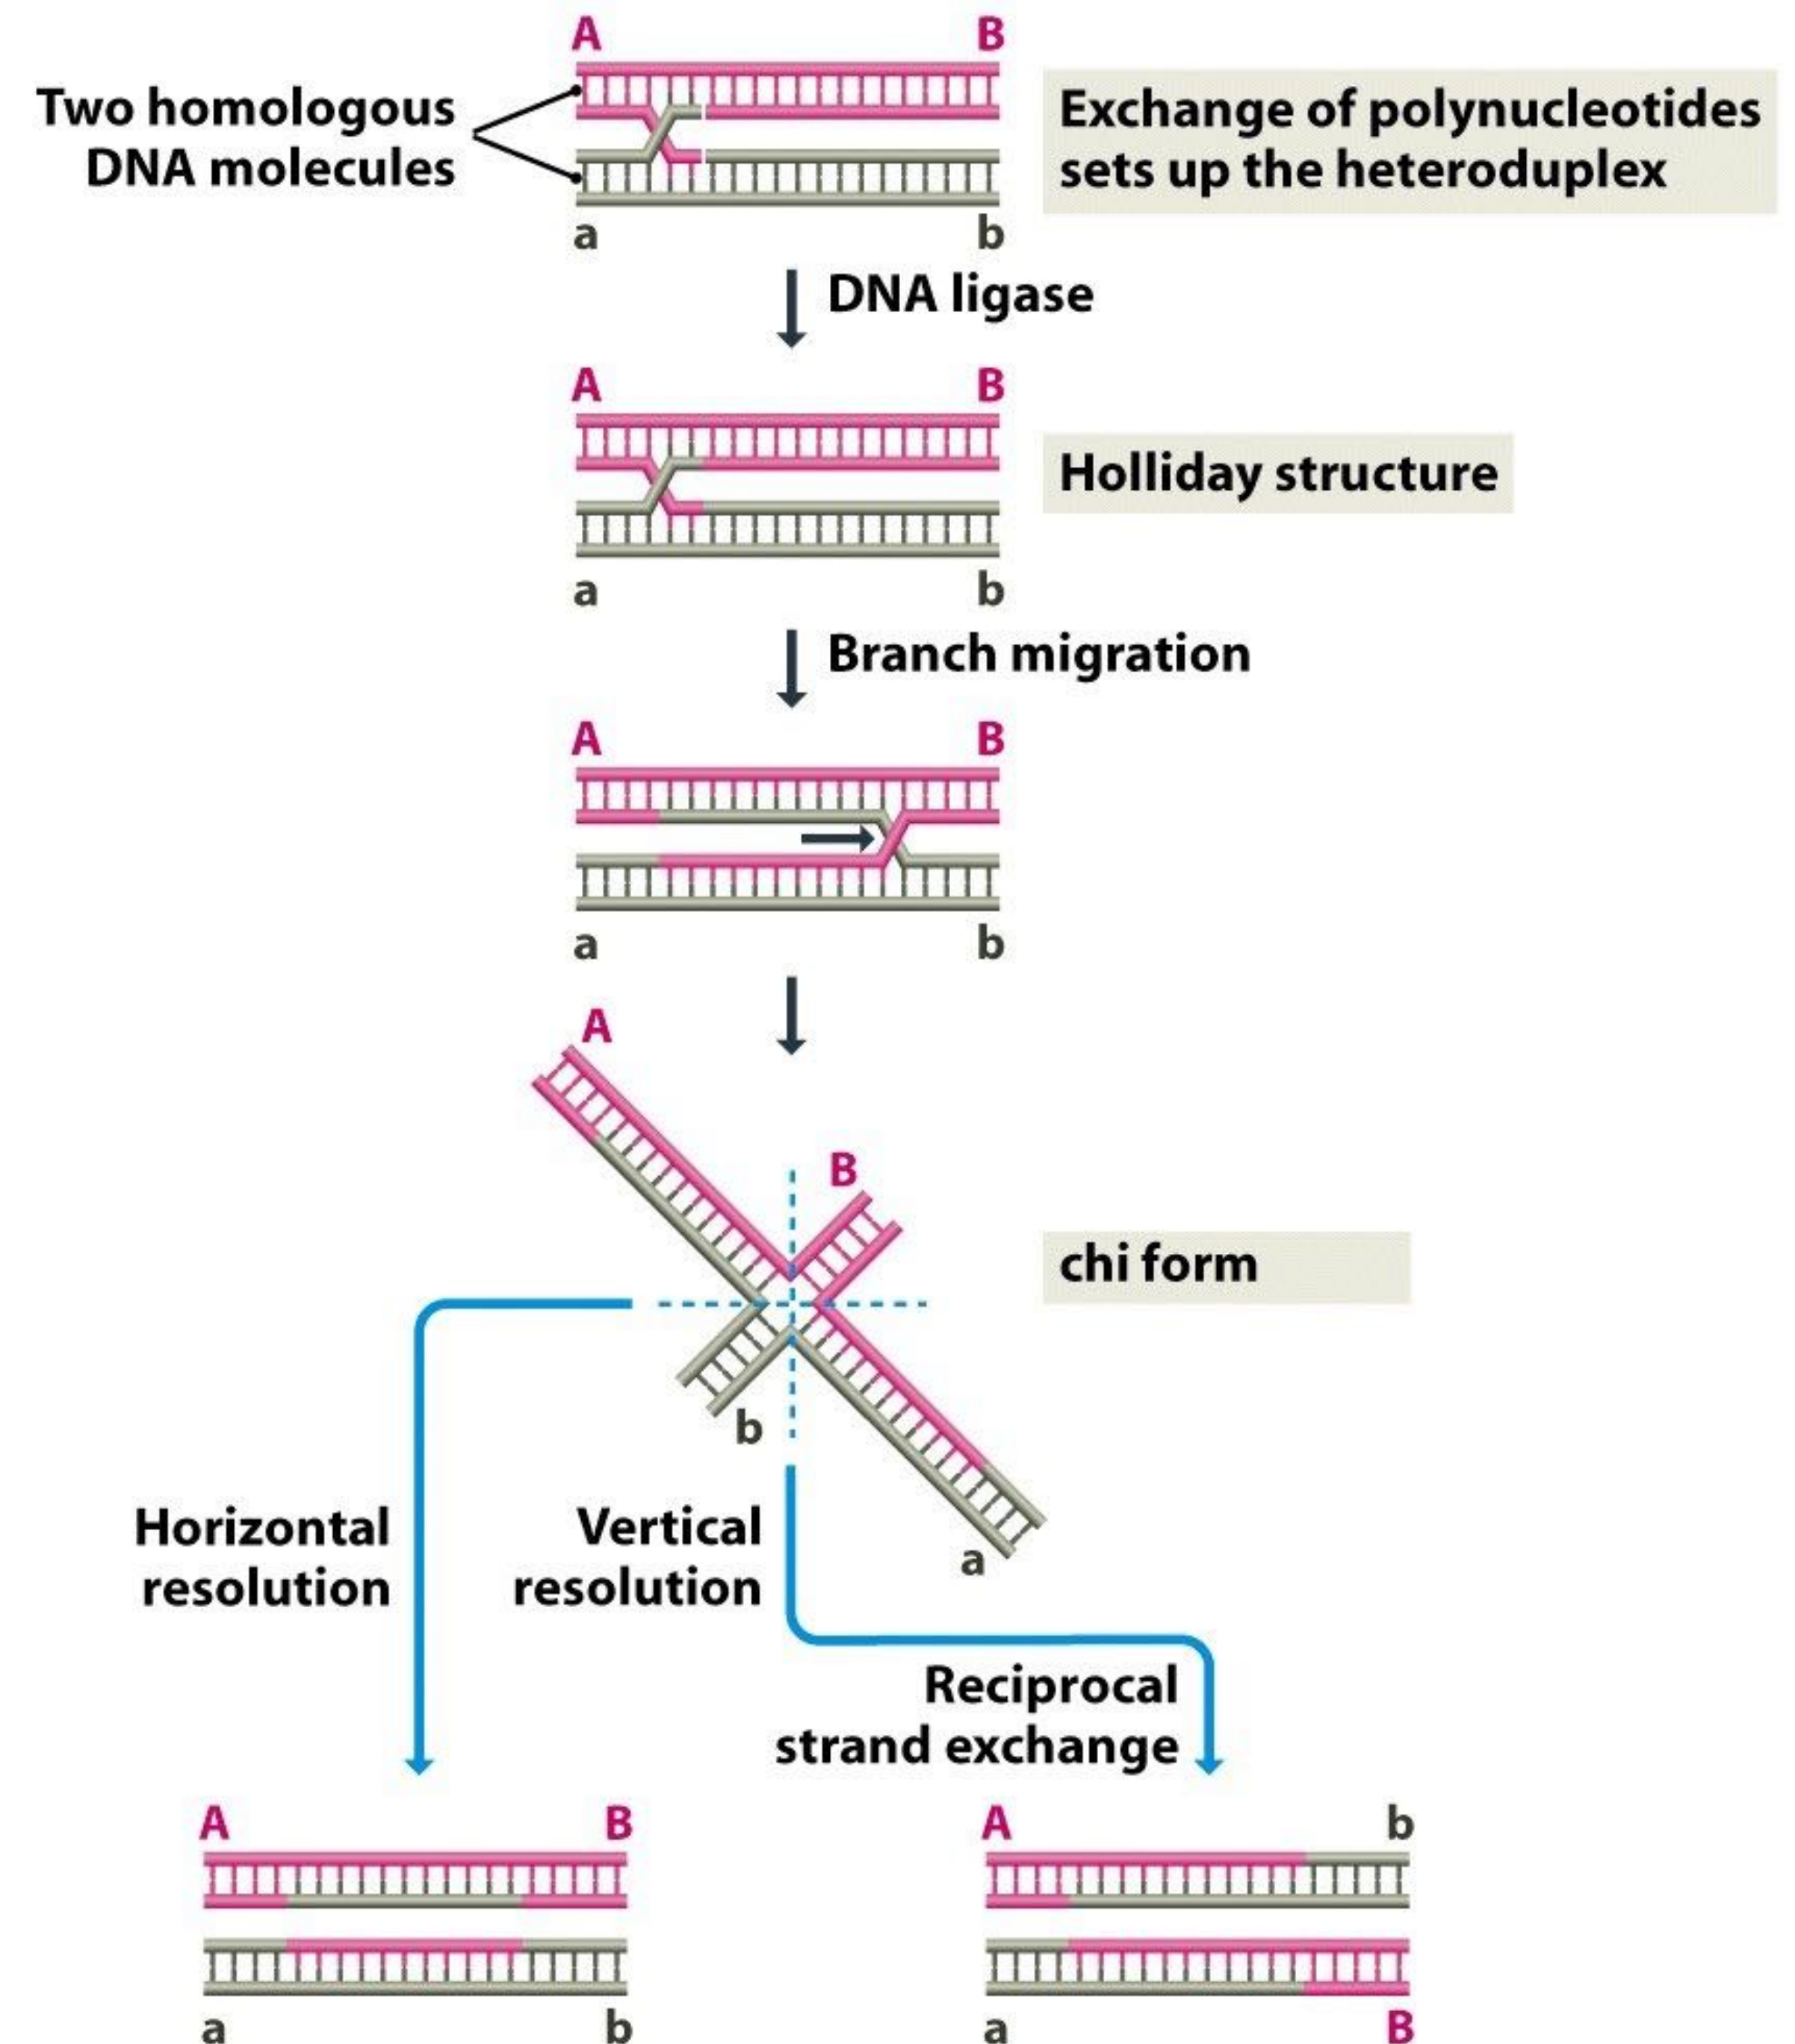 A B
Two homologous
DNA molecules
Exchange of polynucleotides
sets up the heteroduplex
a b
DNA ligase
A B
Holliday structure
a b
Branch migration
A B
a b
A
B
chi form
b
a
Horizontal
resolution
Vertical
resolution
Reciprocal
strand exchange
A B
a b
A b
a B